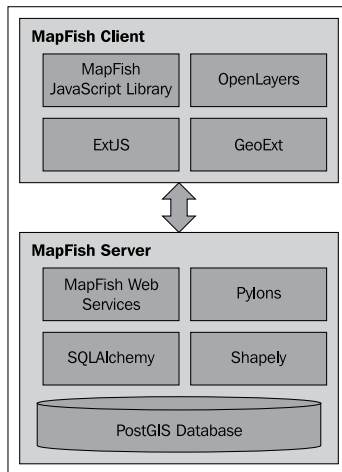 MapFish Client
MapFish
JavaScript Library
OpenLayers
ExtJS
GeoExt
MapFish Server
MapFish Web
Services
Pylons
SQLAlchemy
Shapely
PostGIS Database